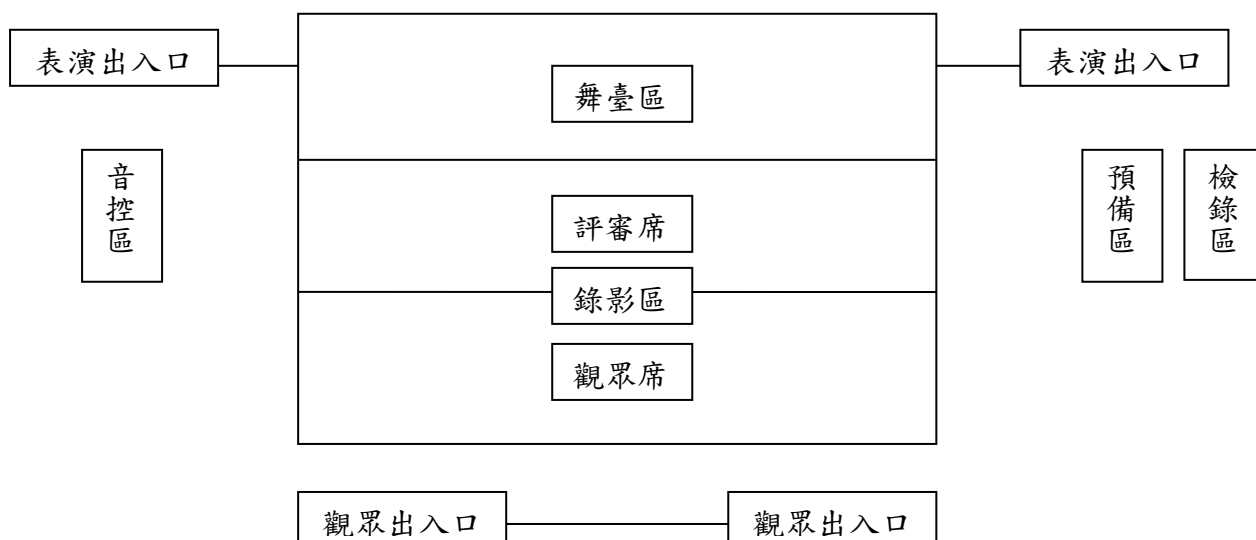 表演出入口
表演出入口
舞臺區
音控區
預備區
檢錄區
評審席
錄影區
觀眾席
觀眾出入口
觀眾出入口